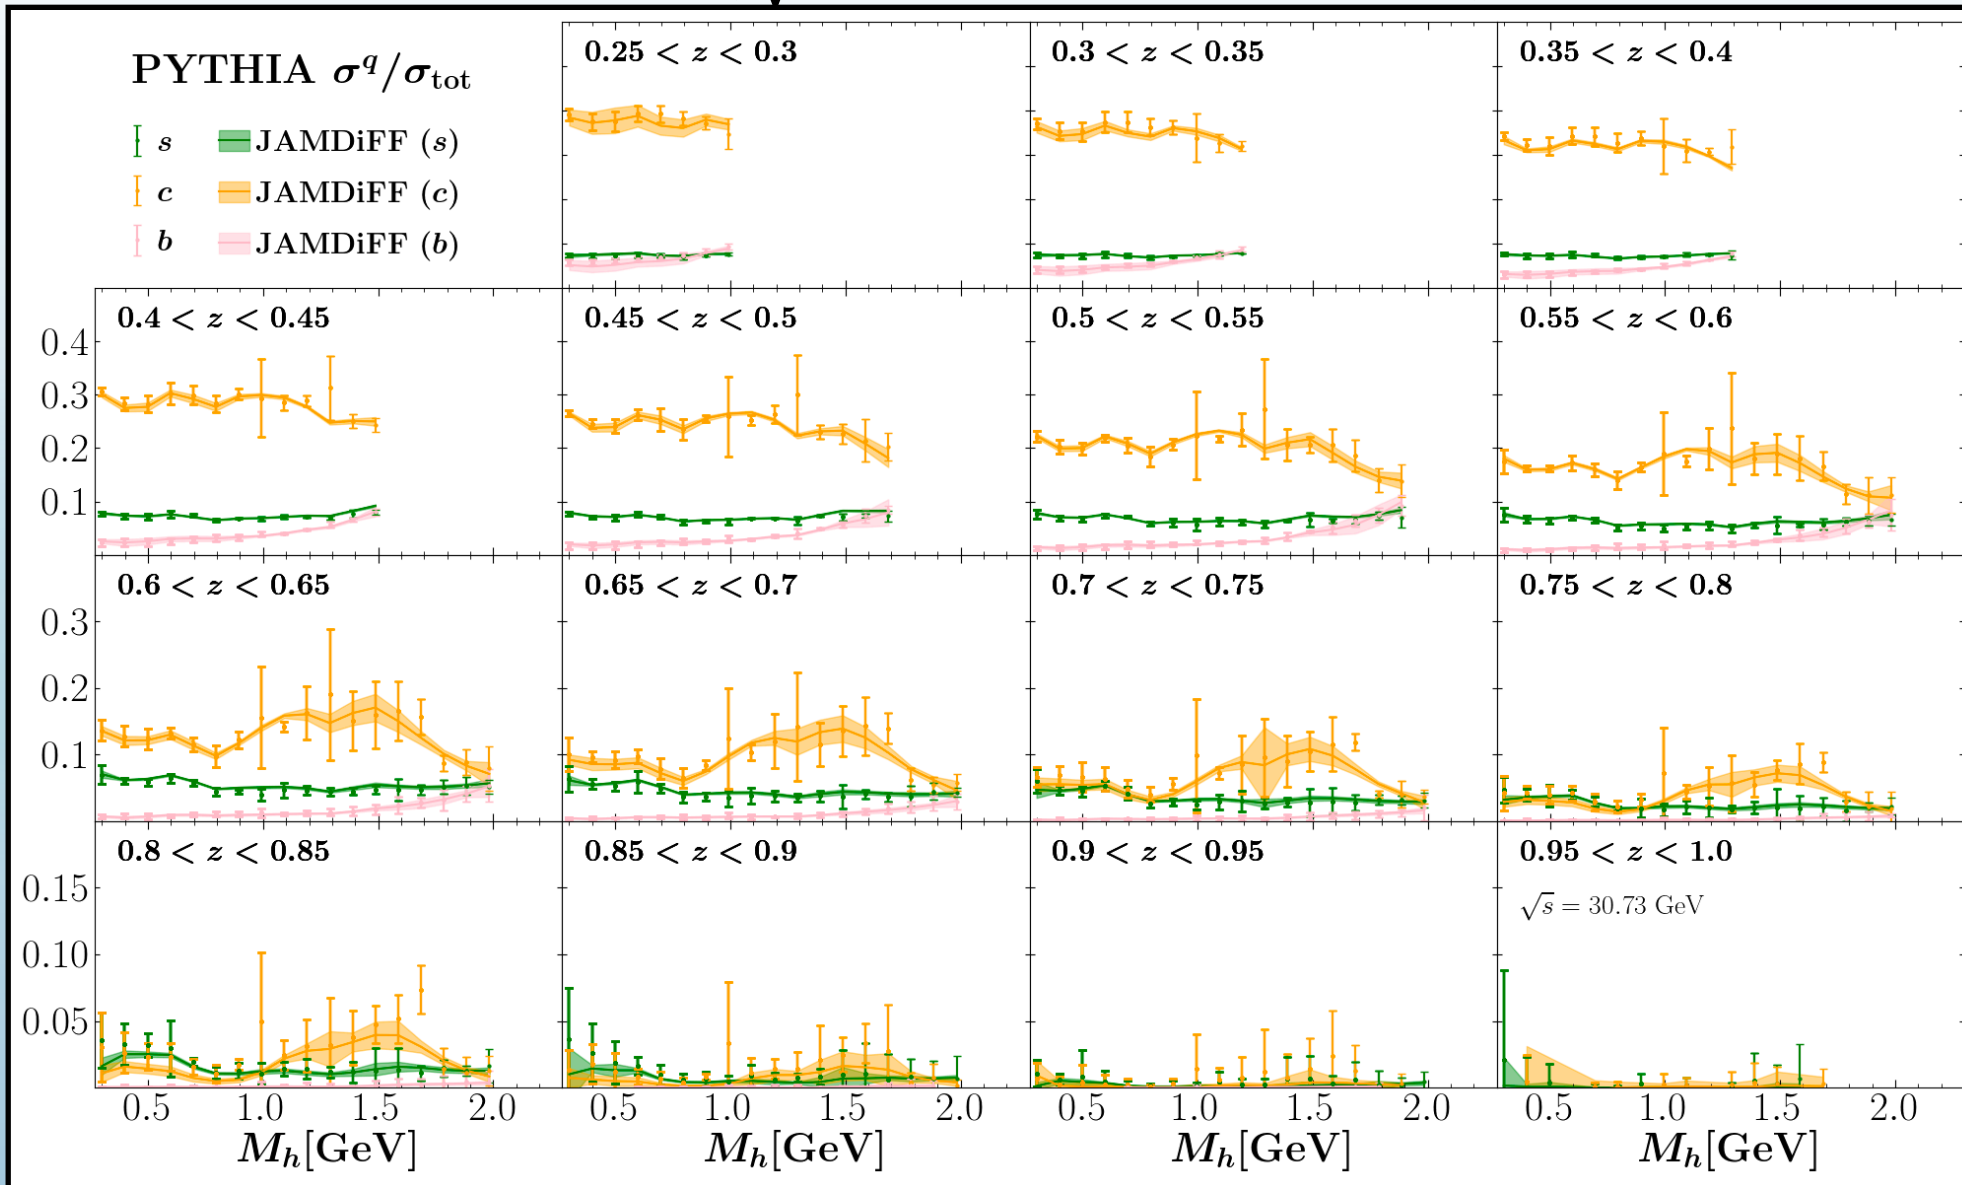 PYTHIA σ^q/σ_tot
s JAMDiFF (s)
c JAMDiFF (c)
b JAMDiFF (b)
0.25 < z < 0.3
0.3 < z < 0.35
0.35 < z < 0.4
0.4 < z < 0.45
0.45 < z < 0.5
0.5 < z < 0.55
0.55 < z < 0.6
0.4
0.3
0.2
0.1
0.6 < z < 0.65
0.65 < z < 0.7
0.7 < z < 0.75
0.75 < z < 0.8
0.3
0.2
0.1
0.8 < z < 0.85
0.85 < z < 0.9
0.9 < z < 0.95
0.95 < z < 1.0
√s = 30.73 GeV
0.15
0.10
0.05
0.5 1.0 1.5 2.0
0.5 1.0 1.5 2.0
0.5 1.0 1.5 2.0
0.5 1.0 1.5 2.0
M_h[GeV]
M_h[GeV]
M_h[GeV]
M_h[GeV]